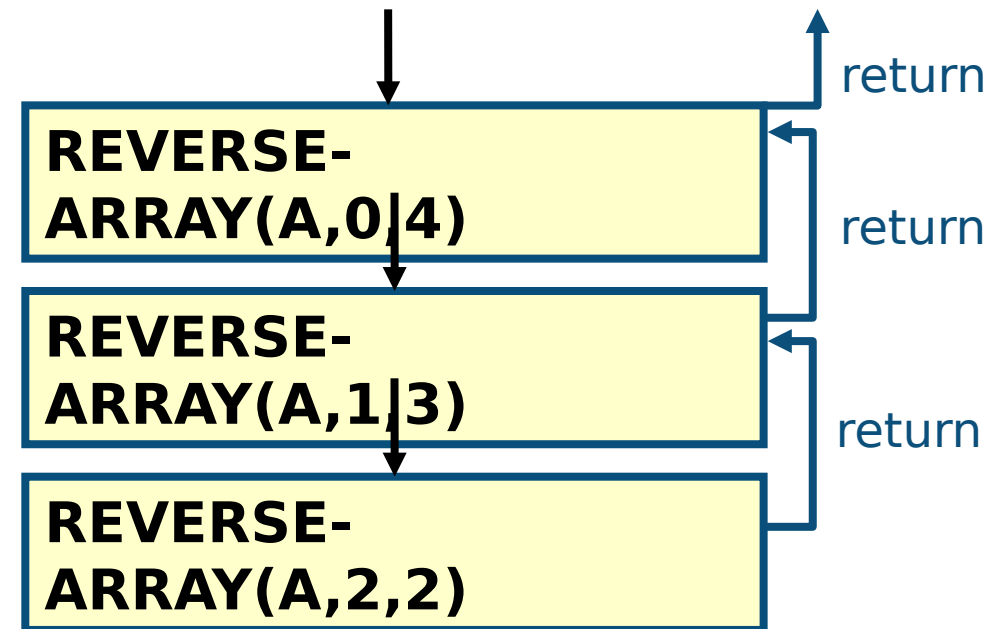 return
REVERSE-
ARRAY(A,0,4)
return
REVERSE-
ARRAY(A,1,3)
return
REVERSE-
ARRAY(A,2,2)